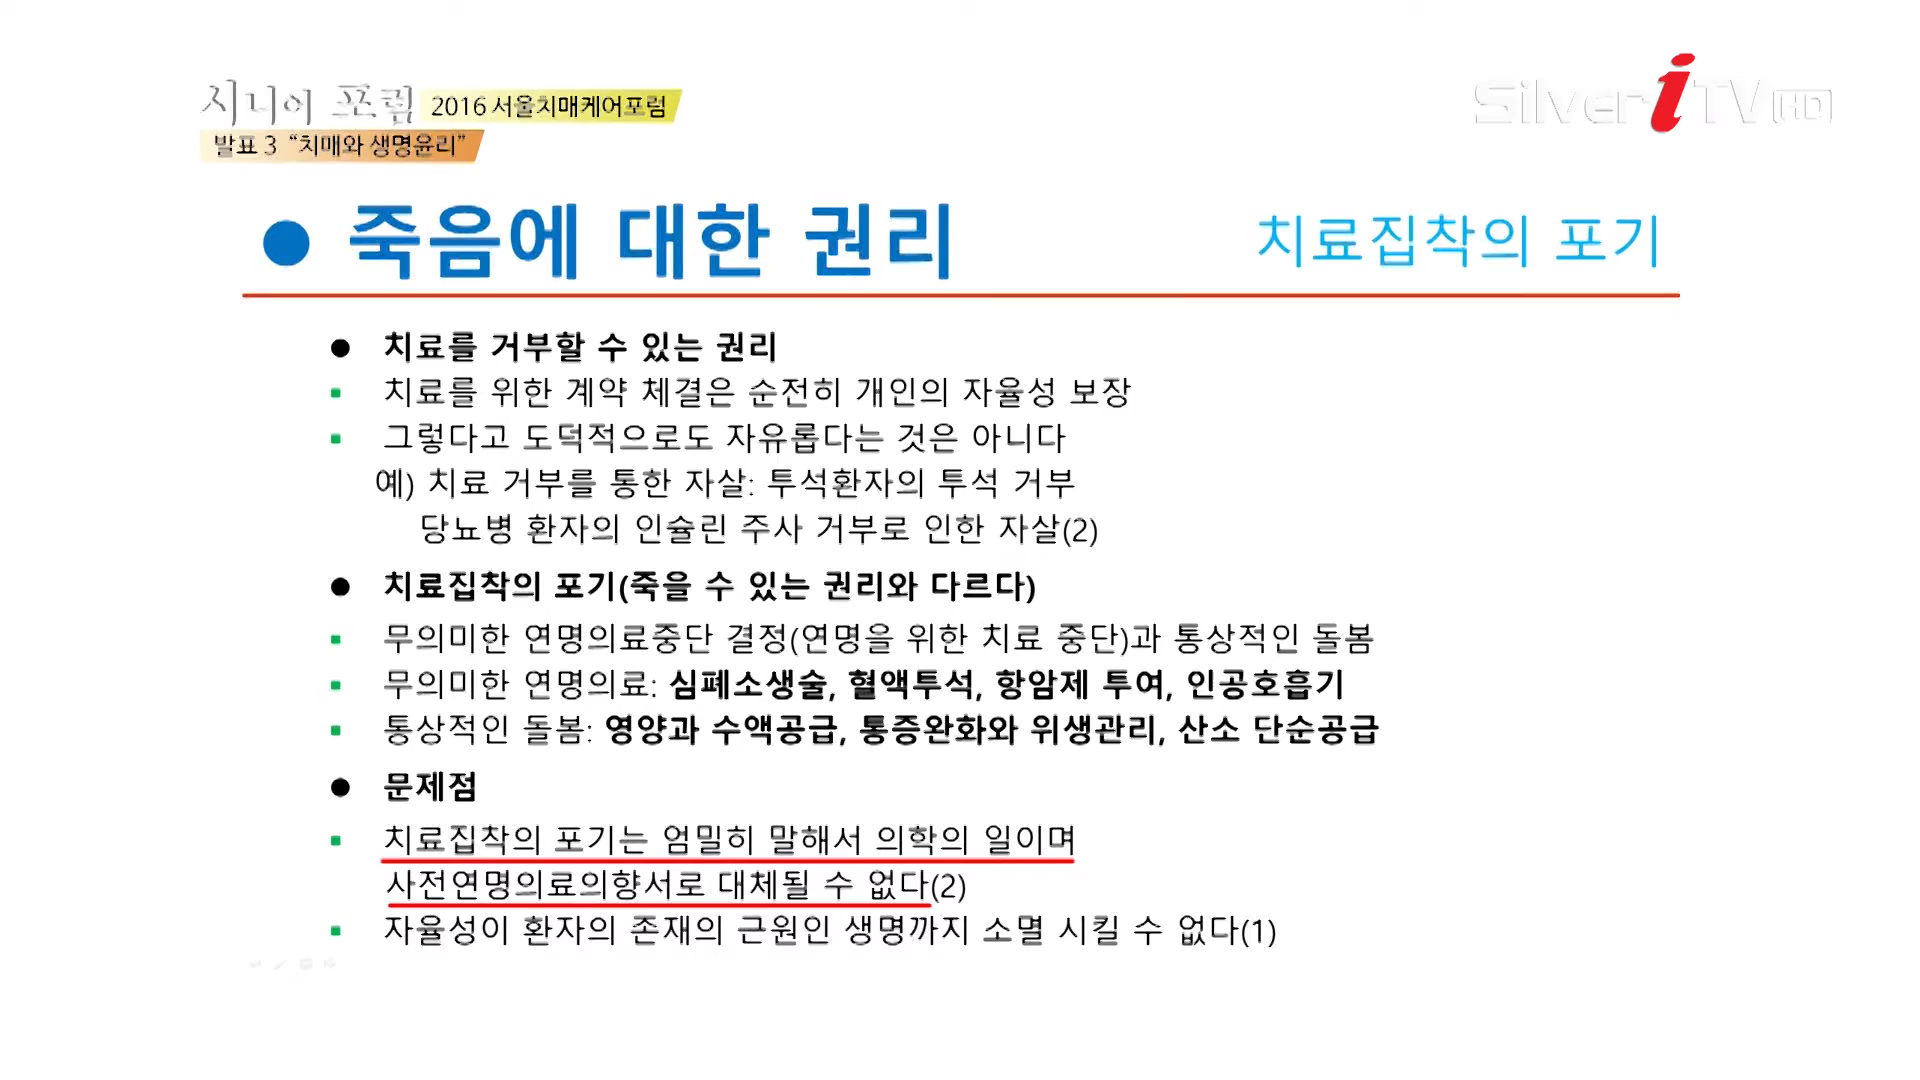 시니어 포럼 2016 서울치매케어포럼
Silver i TV HD
발표 3 “치매와 생명윤리”
● 죽음에 대한 권리 치료집착의 포기
● 치료를 거부할 수 있는 권리
▪ 치료를 위한 계약 체결은 순전히 개인의 자율성 보장
▪ 그렇다고 도덕적으로도 자유롭다는 것은 아니다
예) 치료 거부를 통한 자살: 투석환자의 투석 거부
당뇨병 환자의 인슐린 주사 거부로 인한 자살(2)
● 치료집착의 포기(죽을 수 있는 권리와 다르다)
▪ 무의미한 연명의료중단 결정(연명을 위한 치료 중단)과 통상적인 돌봄
▪ 무의미한 연명의료: 심폐소생술, 혈액투석, 항암제 투여, 인공호흡기
▪ 통상적인 돌봄: 영양과 수액공급, 통증완화와 위생관리, 산소 단순공급
● 문제점
▪ 치료집착의 포기는 엄밀히 말해서 의학의 일이며
사전연명의료의향서로 대체될 수 없다(2)
▪ 자율성이 환자의 존재의 근원인 생명까지 소멸 시킬 수 없다(1)